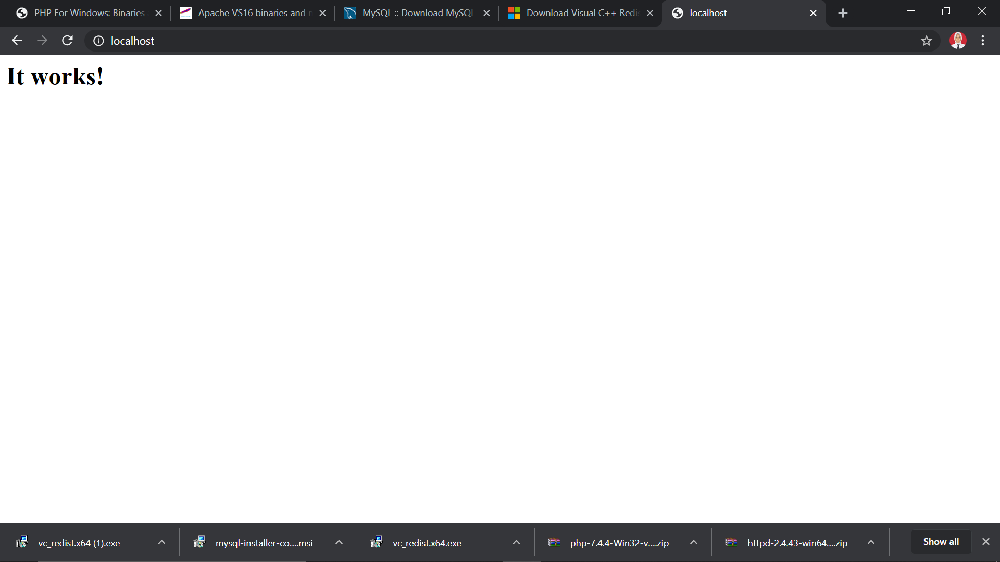 PHP For Windows: Binaries
Apache VS16 binaries and
MySQL :: Download MySQL
Download Visual C++ Redis
localhost
localhost
It works!
vc_redist.x64 (1).exe
mysql-installer-co....msi
vc_redist.x64.exe
php-7.4.4-Win32-v....zip
httpd-2.4.43-win64....zip
Show all